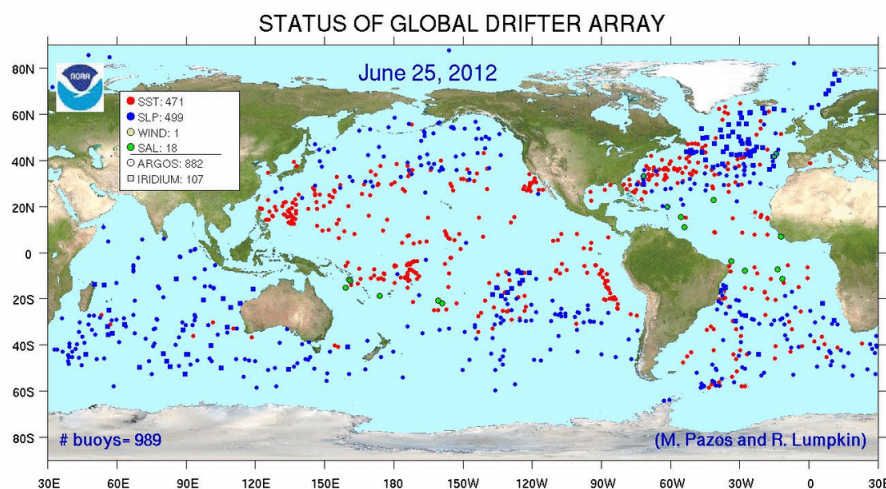 STATUS OF GLOBAL DRIFTER ARRAY
80N
60N
40N
20N
0
20S
40S
60S
80S
NOAA
June 25, 2012
SST: 471
SLP: 499
WIND: 1
SAL: 18
ARGOS: 882
IRIDIUM: 107
# buoys= 989
(M. Pazos and R. Lumpkin)
30E 60E 90E 120E 150E 180 150W 120W 90W 60W 30W 0 30E